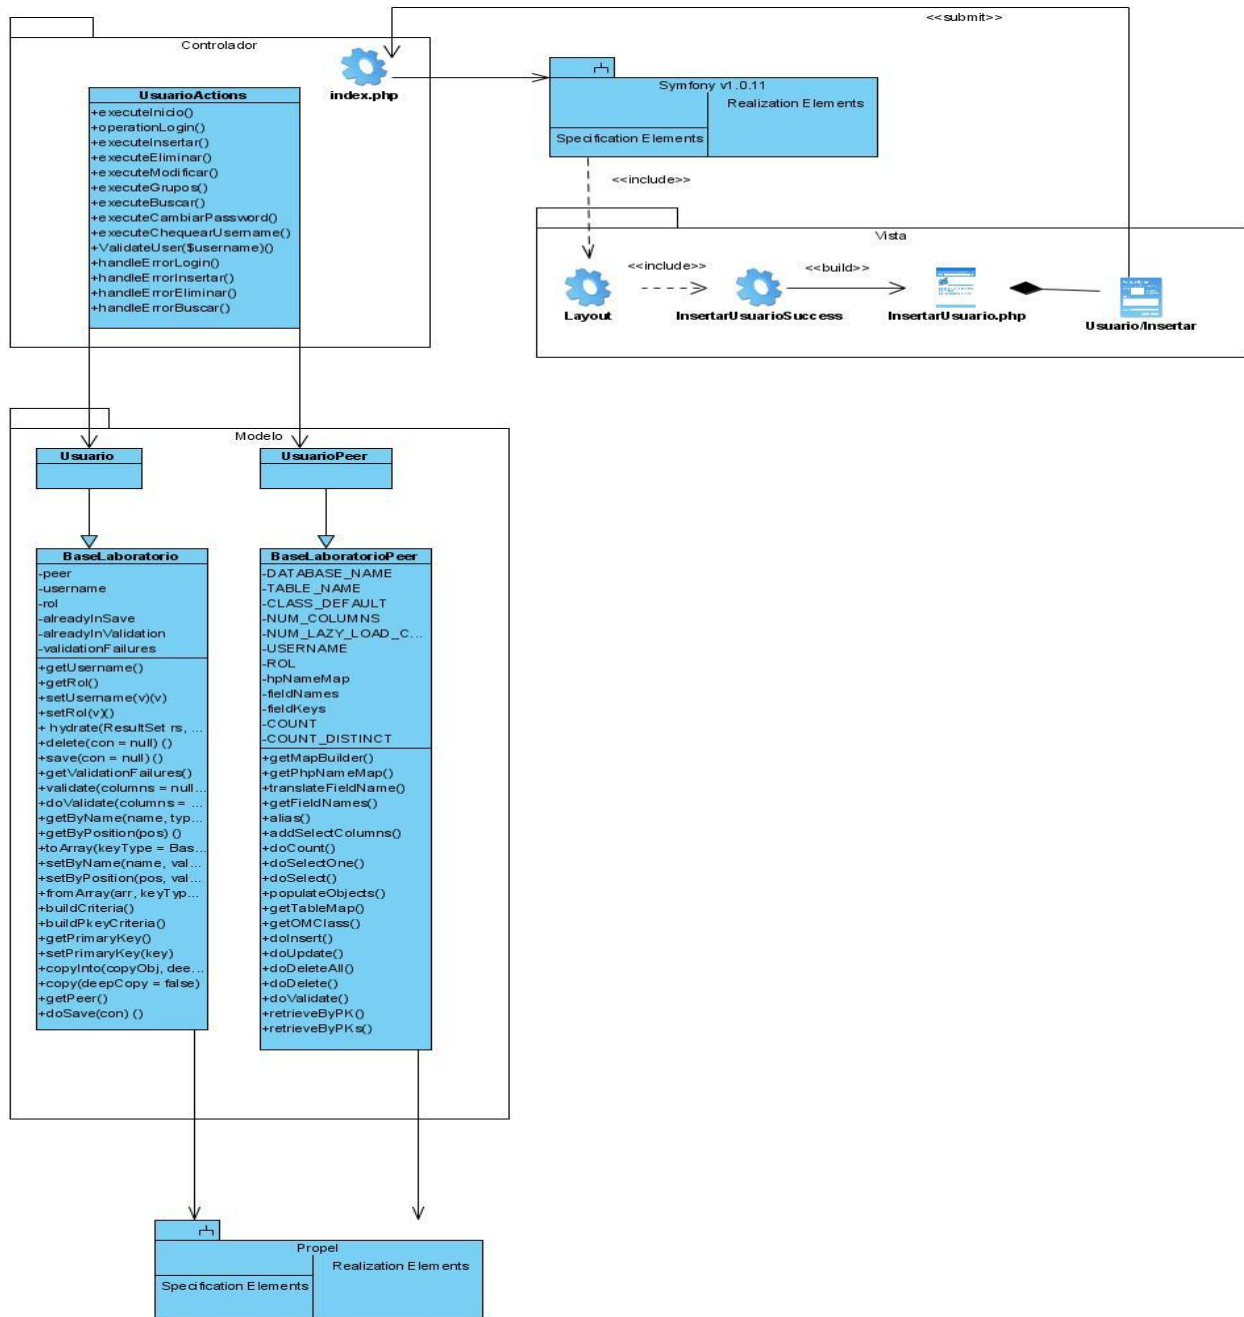 <<submit>>
Controlador
index.php
UsuarioActions
+executeInicio()
+operationLogin()
+executeInsertar()
+executeEliminar()
+executeModificar()
+executeGrupos()
+executeBuscar()
+executeCambiarPassword()
+executeChequearUsername()
+ValidateUser($username)()
+handleErrorLogin()
+handleErrorInsertar()
+handleErrorEliminar()
+handleErrorBuscar()
Symfony v1.0.11
Realization Elements
Specification Elements
<<include>>
Vista
<<include>>
<<build>>
Layout
InsertarUsuarioSuccess
InsertarUsuario.php
Usuario/Insertar
Modelo
Usuario
UsuarioPeer
BaseLaboratorio
-peer
-username
-rol
-alreadyInSave
-alreadyInValidation
-validationFailures
+getUsername()
+getRol()
+setUsername(v)(v)
+setRol(v)()
+ hydrate(ResultSet rs, ...
+delete(con = null) ()
+save(con = null) ()
+getValidationFailures()
+validate(columns = null...
+doValidate(columns = ...
+getByName(name, typ...
+getByPosition(pos) ()
+toArray(keyType = Bas...
+setByName(name, val...
+setByPosition(pos, val...
+fromArray(arr, keyTyp...
+buildCriteria()
+buildPkeyCriteria()
+getPrimaryKey()
+setPrimaryKey(key)
+copyInto(copyObj, dee...
+copy(deepCopy = false)
+getPeer()
+doSave(con) ()
BaseLaboratorioPeer
-DATABASE_NAME
-TABLE_NAME
-CLASS_DEFAULT
-NUM_COLUMNS
-NUM_LAZY_LOAD_C...
-USERNAME
-ROL
-hpNameMap
-fieldNames
-fieldKeys
-COUNT
-COUNT_DISTINCT
+getMapBuilder()
+getPhpNameMap()
+translateFieldName()
+getFieldNames()
+alias()
+addSelectColumns()
+doCount()
+doSelectOne()
+doSelect()
+populateObjects()
+getTableMap()
+getOMClass()
+doInsert()
+doUpdate()
+doDeleteAll()
+doDelete()
+doValidate()
+retrieveByPK()
+retrieveByPKs()
Propel
Realization Elements
Specification Elements